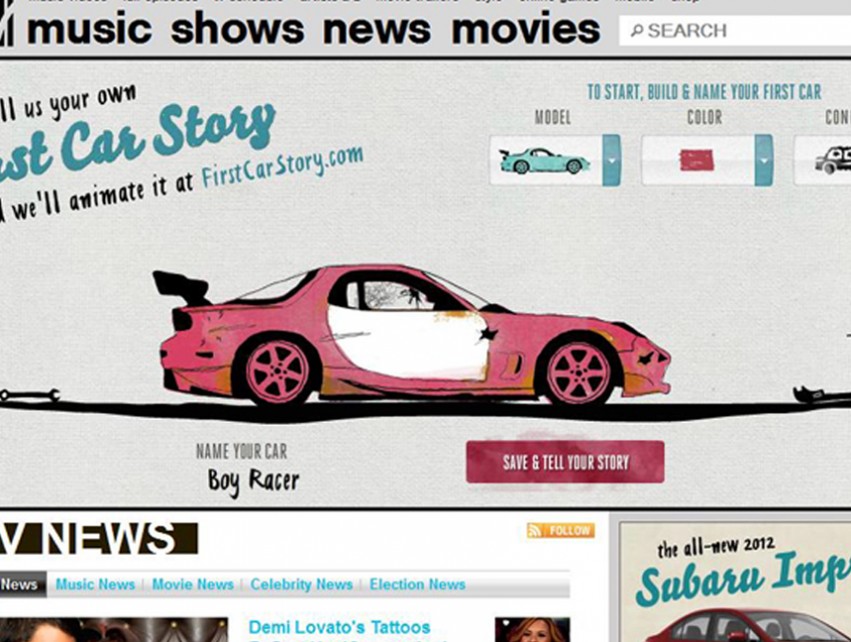 music shows news movies
SEARCH
ll us your own
st Car Story
we'll animate it at FirstCarStory.com
TO START, BUILD & NAME YOUR FIRST CAR
MODEL COLOR CON
NAME YOUR CAR
Boy Racer
SAVE & TELL YOUR STORY
V NEWS
FOLLOW
News Music News Movie News Celebrity News Election News
Demi Lovato's Tattoos
the all-new 2012
Subaru Imp